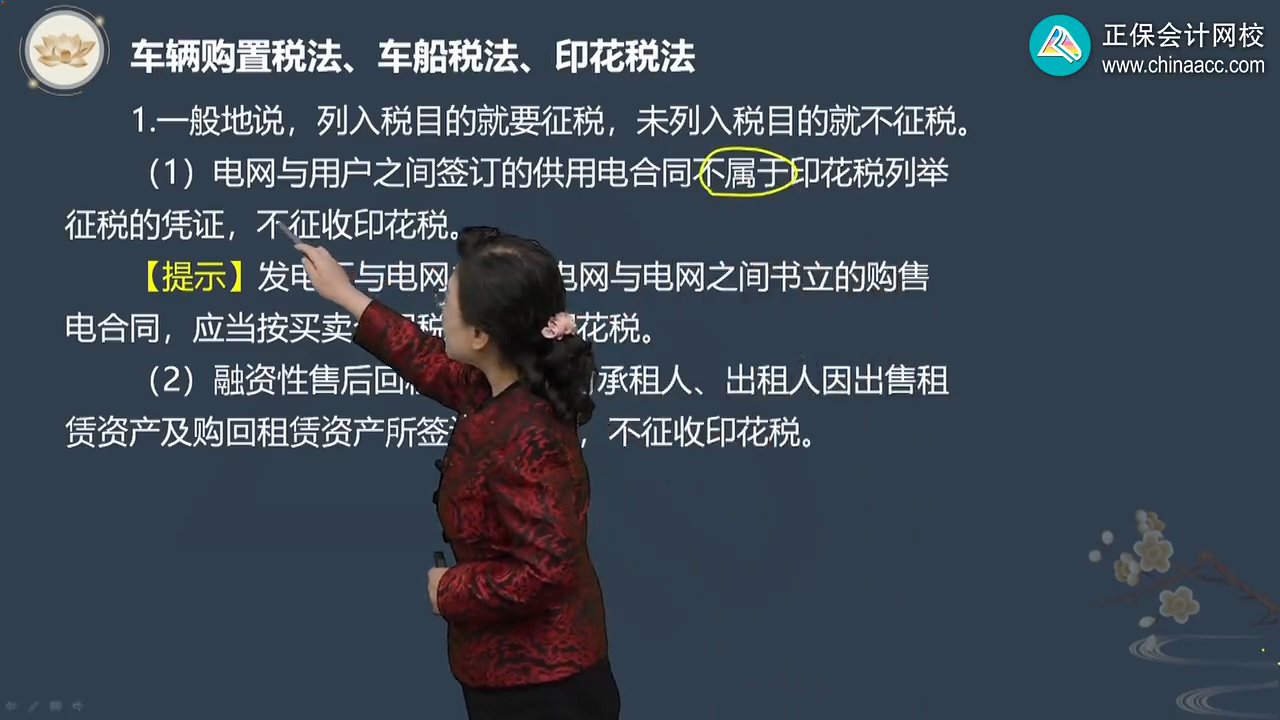 车辆购置税法、车船税法、印花税法
正保会计网校
www.chinaacc.com
1.一般地说，列入税目的就要征税，未列入税目的就不征税。
（1）电网与用户之间签订的供用电合同不属于印花税列举
征税的凭证，不征收印花税。
【提示】发电 与电网 电网与电网之间书立的购售
电合同，应当按买卖 税 花税。
（2）融资性售后回 承租人、出租人因出售租
赁资产及购回租赁资产所签 ，不征收印花税。